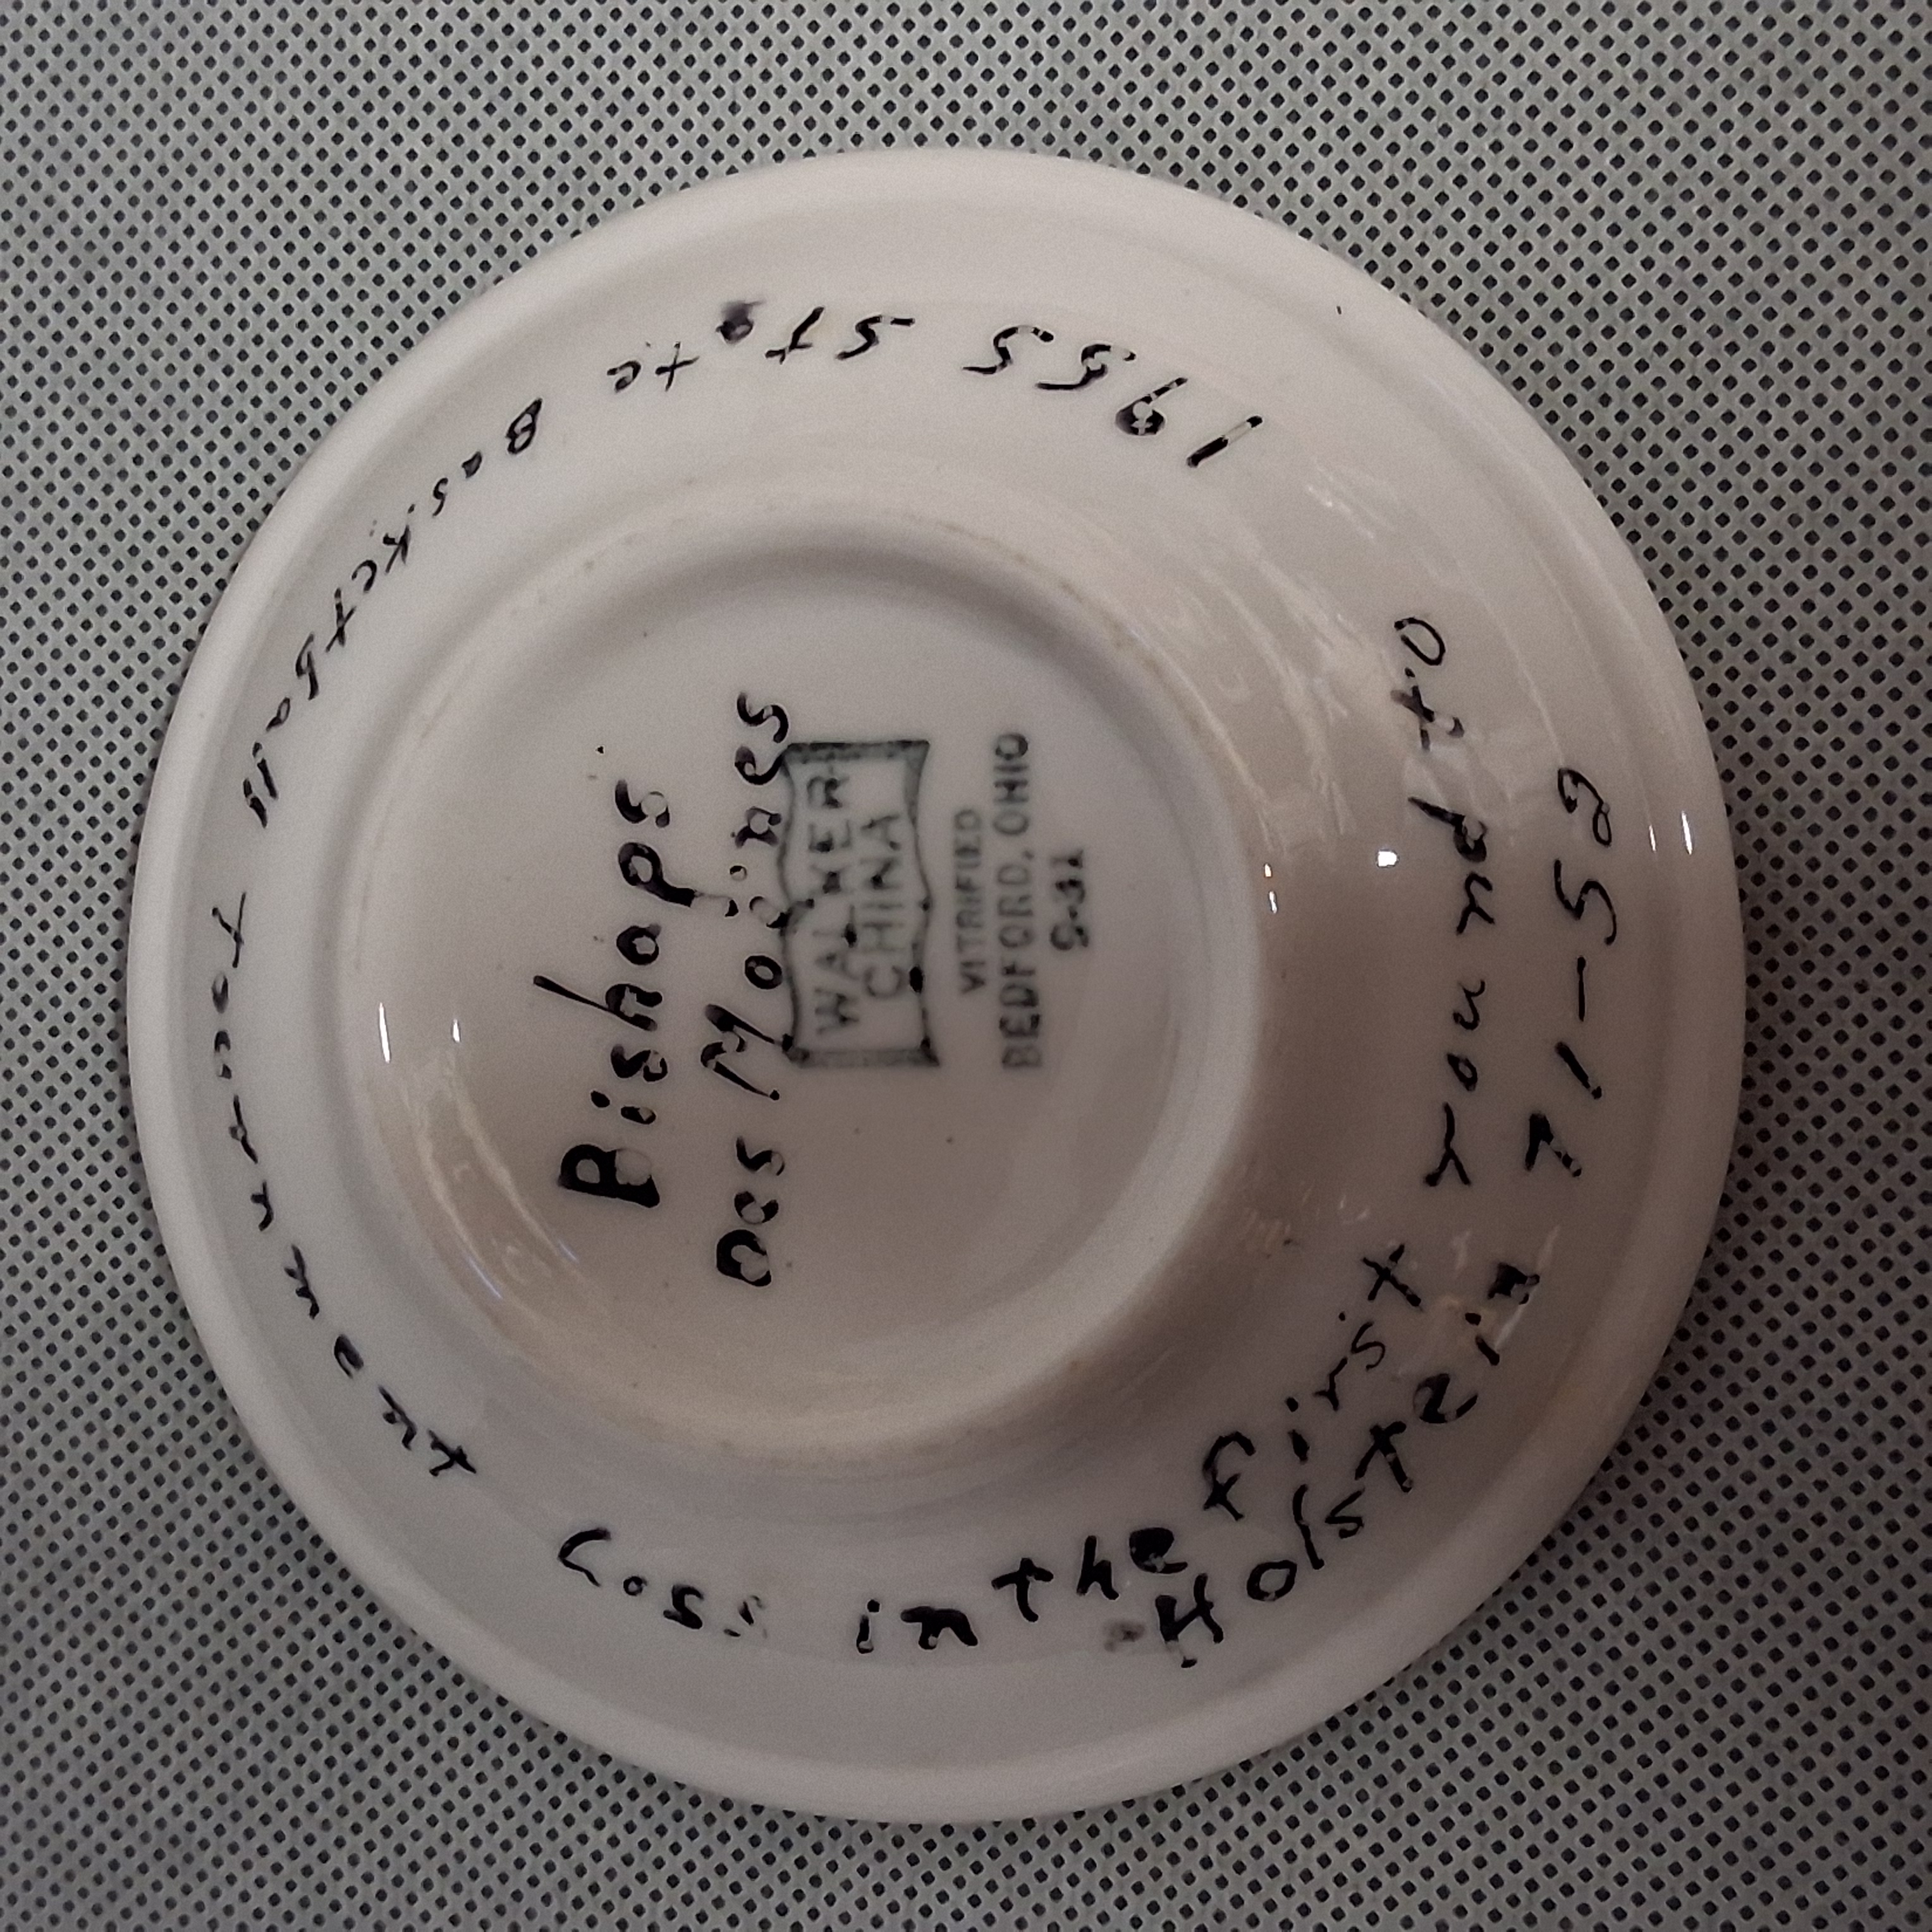 Bishops
Des Moines
WALKER
CHINA
VITRIFIED
BEDFORD, OHIO
9-31
1955 State Basketball Tournament Loss in the first round to
Holstein 71-59